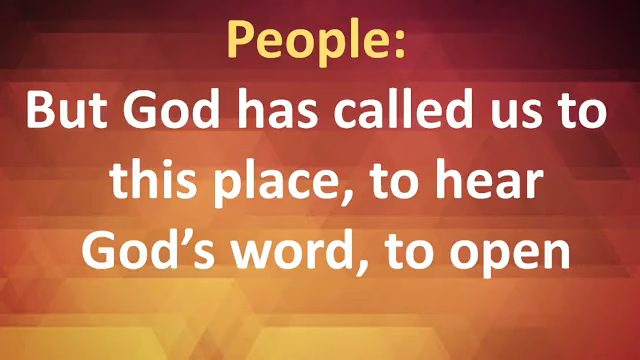 People:
But God has called us to
this place, to hear
God’s word, to open